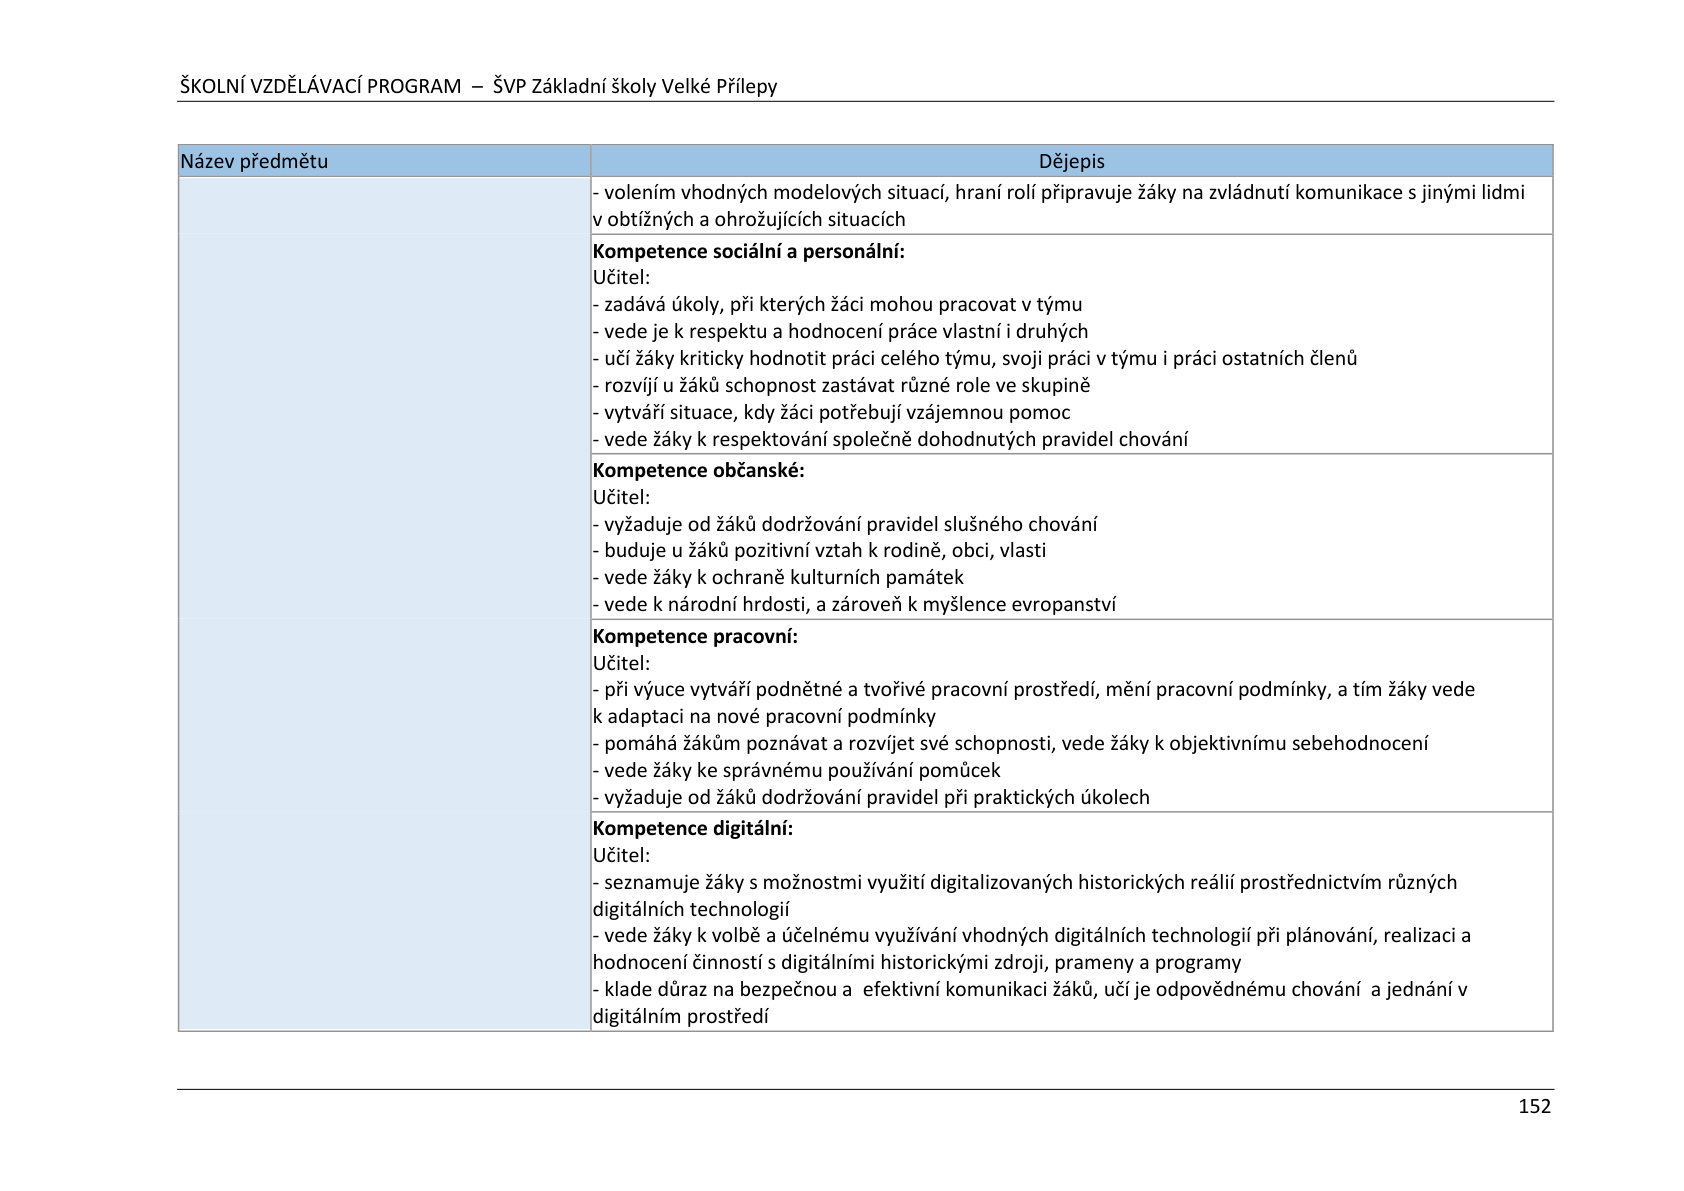 ŠKOLNÍ VZDĚLÁVACÍ PROGRAM – ŠVP Základní školy Velké Přílepy
Název předmětu
Dějepis
- volením vhodných modelových situací, hraní rolí připravuje žáky na zvládnutí komunikace s jinými lidmi
v obtížných a ohrožujících situacích
Kompetence sociální a personální:
Učitel:
- zadává úkoly, při kterých žáci mohou pracovat v týmu
- vede je k respektu a hodnocení práce vlastní i druhých
- učí žáky kriticky hodnotit práci celého týmu, svoji práci v týmu i práci ostatních členů
- rozvíjí u žáků schopnost zastávat různé role ve skupině
- vytváří situace, kdy žáci potřebují vzájemnou pomoc
- vede žáky k respektování společně dohodnutých pravidel chování
Kompetence občanské:
Učitel:
- vyžaduje od žáků dodržování pravidel slušného chování
- buduje u žáků pozitivní vztah k rodině, obci, vlasti
- vede žáky k ochraně kulturních památek
- vede k národní hrdosti, a zároveň k myšlence evropanství
Kompetence pracovní:
Učitel:
- při výuce vytváří podnětné a tvořivé pracovní prostředí, mění pracovní podmínky, a tím žáky vede
k adaptaci na nové pracovní podmínky
- pomáhá žákům poznávat a rozvíjet své schopnosti, vede žáky k objektivnímu sebehodnocení
- vede žáky ke správnému používání pomůcek
- vyžaduje od žáků dodržování pravidel při praktických úkolech
Kompetence digitální:
Učitel:
- seznamuje žáky s možnostmi využití digitalizovaných historických reálií prostřednictvím různých
digitálních technologií
- vede žáky k volbě a účelnému využívání vhodných digitálních technologií při plánování, realizaci a
hodnocení činností s digitálními historickými zdroji, prameny a programy
- klade důraz na bezpečnou a  efektivní komunikaci žáků, učí je odpovědnému chování  a jednání v
digitálním prostředí
152